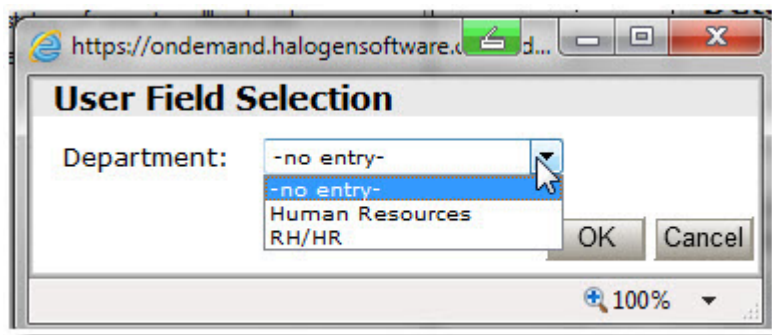 https://ondemand.halogensoftware.c d...
User Field Selection
Department: -no entry-
-no entry-
Human Resources
RH/HR
OK Cancel
100%